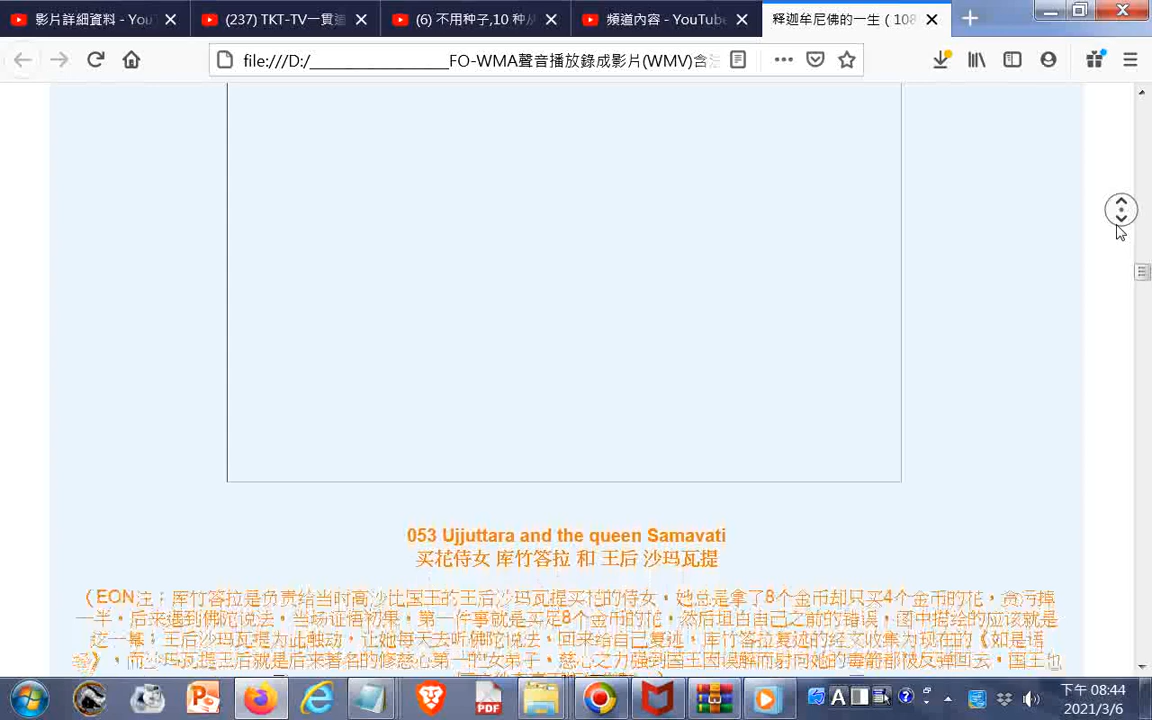 影片詳細資料 - You
(237) TKT-TV一貫道
(6) 不用种子,10 种从
頻道內容 - YouTube
释迦牟尼佛的一生 ( 108
file:///D:/________________FO-WMA聲音播放錄成影片(WMV)含
053 Ujjuttara and the queen Samavati
买花侍女 库竹答拉 和 王后 沙玛瓦提
（EON注：库竹答拉是负责给当时高沙比国王的王后沙玛瓦提买花的侍女，她总是拿了8个金币却只买4个金币的花，贪污掉
一半，后来遇到佛陀说法，当场证悟初果，第一件事就是买足8个金币的花，然后坦白自己之前的错误，图中描绘的应该就是
这一幕；王后沙玛瓦提为此触动，让她每天去听佛陀说法，回来给自己复述，库竹答拉复述的经文收集为现在的《如是语
》，而沙玛瓦提王后就是后来著名的修慈心第一的女弟子，慈心之力强到国王因误解而射向她的毒箭都被反弹回去，国王也
PDF
A
下午 08:44
2021/3/6